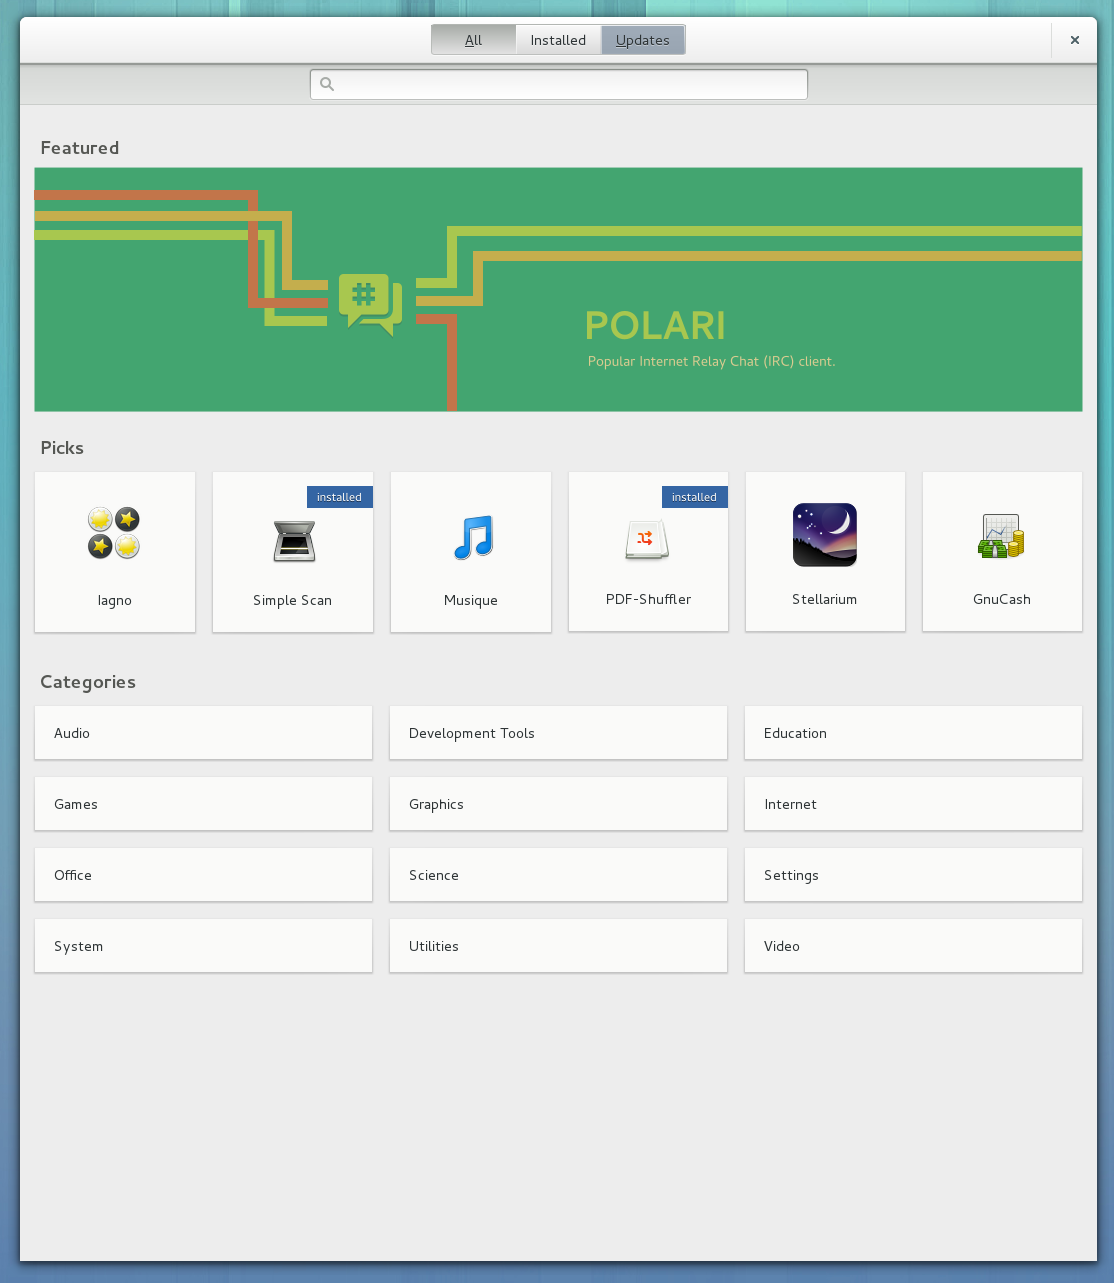 All Installed Updates
Featured
POLARI
Popular Internet Relay Chat (IRC) client.
Picks
installed installed
Iagno Simple Scan Musique PDF-Shuffler Stellarium GnuCash
Categories
Audio Development Tools Education
Games Graphics Internet
Office Science Settings
System Utilities Video